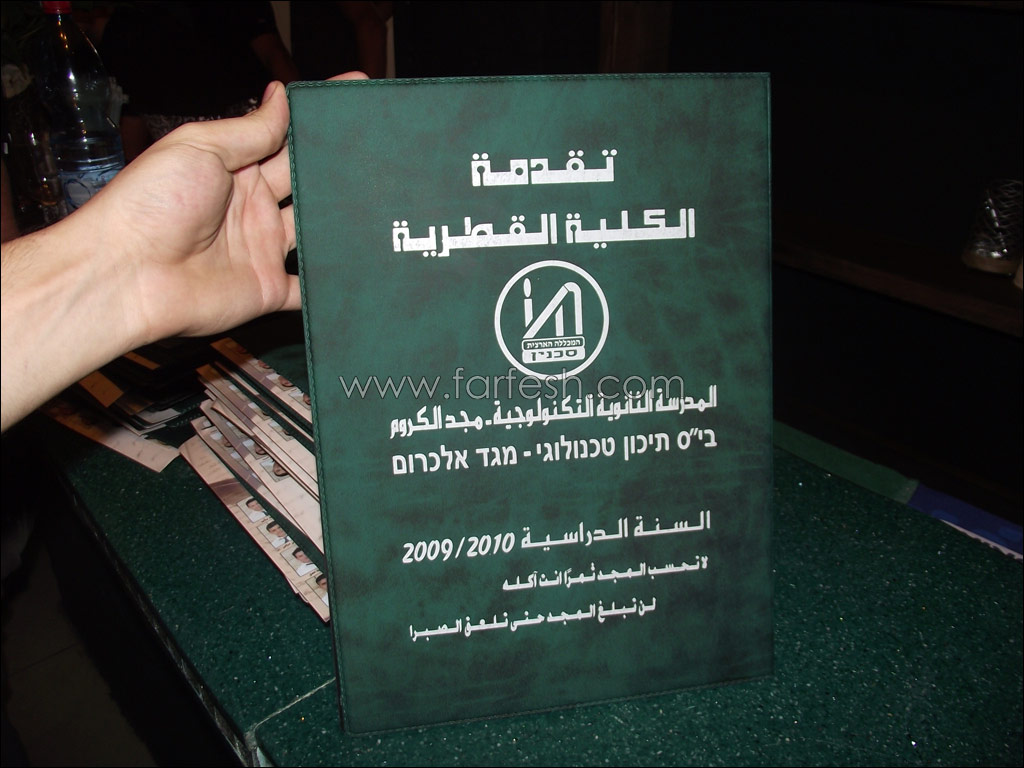 تقدمة
الكلية القطرية
המכללה הארצית
סכנין
www.farfesh.com
المدرسة الثانوية التكنولوجية - مجد الكروم
בי"ס תיכון טכנולוגי - מגד אלכרום
السنة الدراسية 2009/2010
لا تحسب المجد ثمرًا انت آكله
لن تبلغ المجد حتى تلعق الصبرا